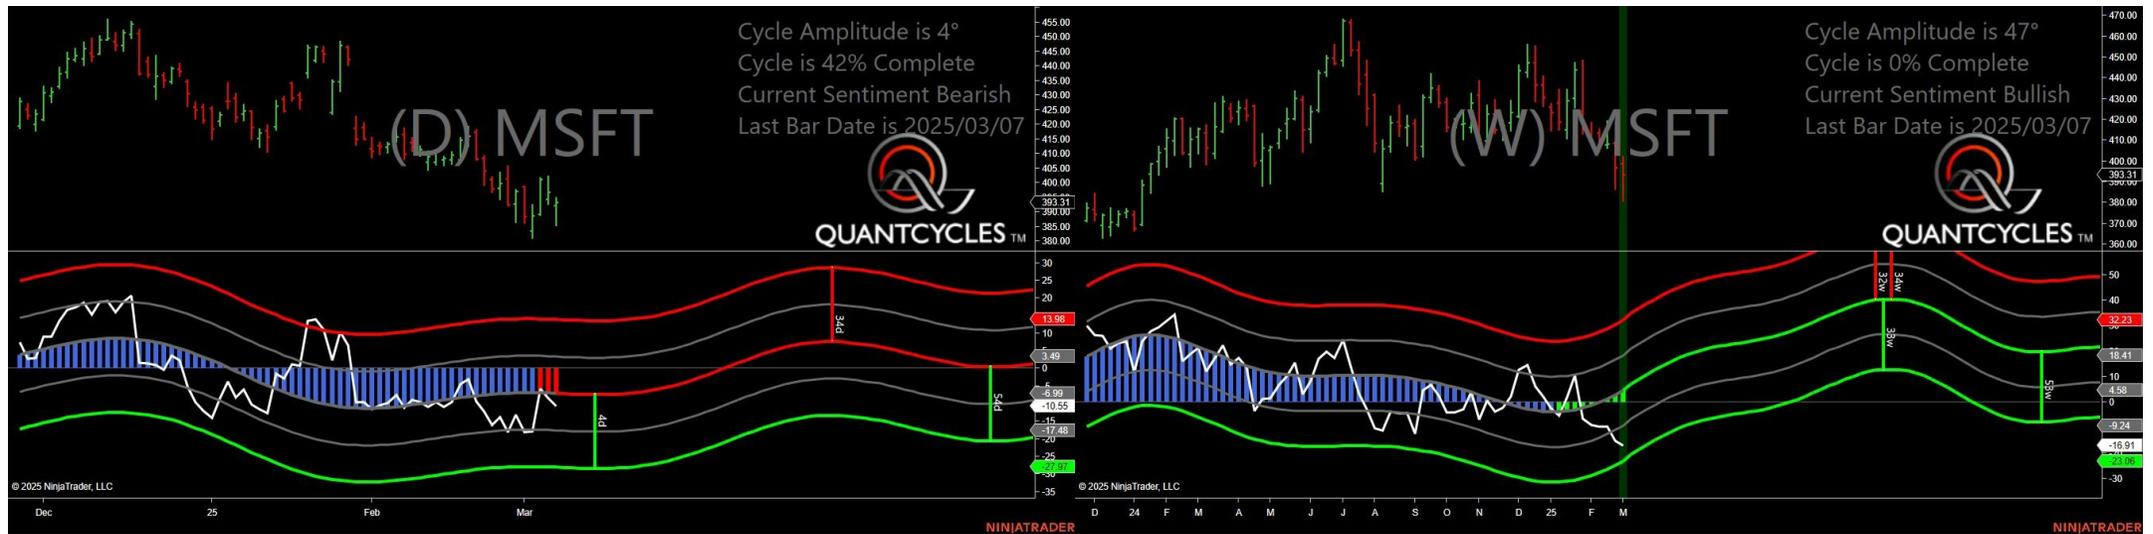 Cycle Amplitude is 4°
Cycle is 42% Complete
Current Sentiment Bearish
Last Bar Date is 2025/03/07
(D) MSFT
QUANTCYCLES TM
455.00
450.00
445.00
440.00
435.00
430.00
425.00
420.00
415.00
410.00
405.00
400.00
393.31
390.00
385.00
380.00
30
25
20
13.98
10
3.49
0
-6.99
-10.55
-15
-17.48
-20
-27.97
-35
34d
4d
54d
© 2025 NinjaTrader, LLC
Dec
25
Feb
Mar
NINJATRADER
Cycle Amplitude is 47°
Cycle is 0% Complete
Current Sentiment Bullish
Last Bar Date is 2025/03/07
(W) MSFT
QUANTCYCLES TM
470.00
460.00
450.00
440.00
430.00
420.00
410.00
400.00
393.31
380.00
370.00
360.00
50
40
32.23
18.41
10
4.58
0
-9.24
-16.91
-23.06
-30
32w
34w
33w
53w
© 2025 NinjaTrader, LLC
D
24
F
M
A
M
J
J
A
S
O
N
D
25
F
M
NINJATRADER